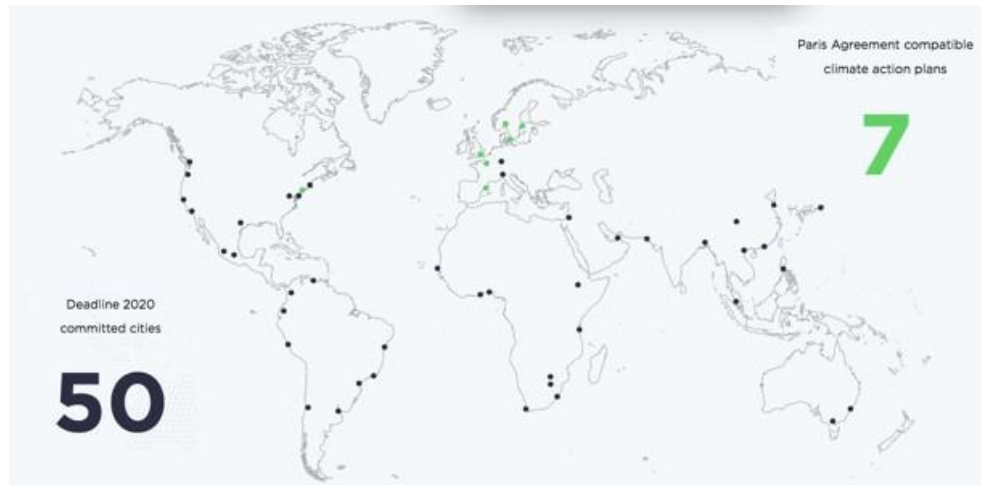 Paris Agreement compatible
climate action plans
7
Deadline 2020
committed cities
50